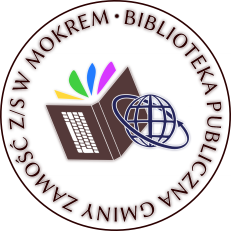 BIBLIOTEKA PUBLICZNA GMINY ZAMOŚĆ Z/S W MOKREM •